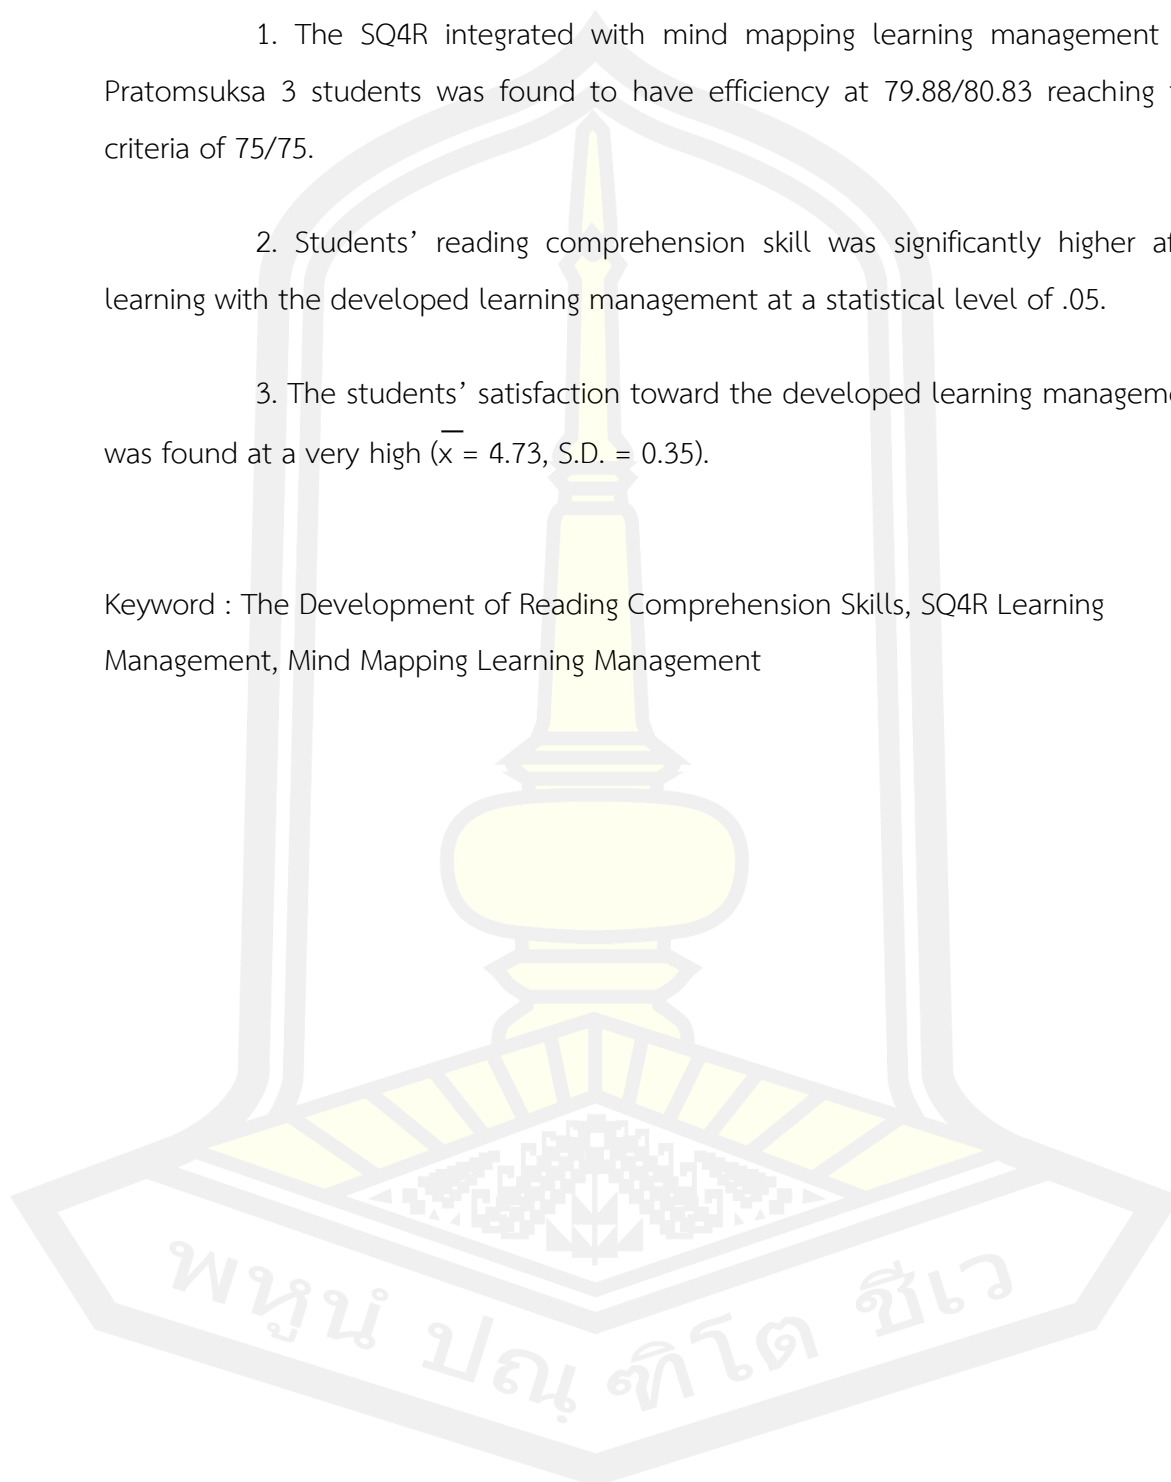 1. The SQ4R integrated with mind mapping learning management
Pratomsuksa 3 students was found to have efficiency at 79.88/80.83 reaching
criteria of 75/75.
2. Students’ reading comprehension skill was significantly higher
learning with the developed learning management at a statistical level of .05.
3. The students’ satisfaction toward the developed learning
was found at a very high (x̅ = 4.73, S.D. = 0.35).
Keyword : The Development of Reading Comprehension Skills, SQ4R Learning
Management, Mind Mapping Learning Management
พหูนํ ปณฺฑิโต ชีเว